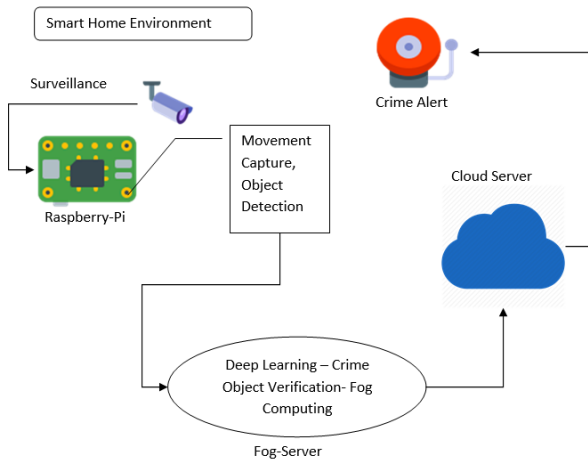 Smart Home Environment
Surveillance
Raspberry-Pi
Movement
Capture,
Object
Detection
Crime Alert
Cloud Server
Deep Learning – Crime
Object Verification- Fog
Computing
Fog-Server